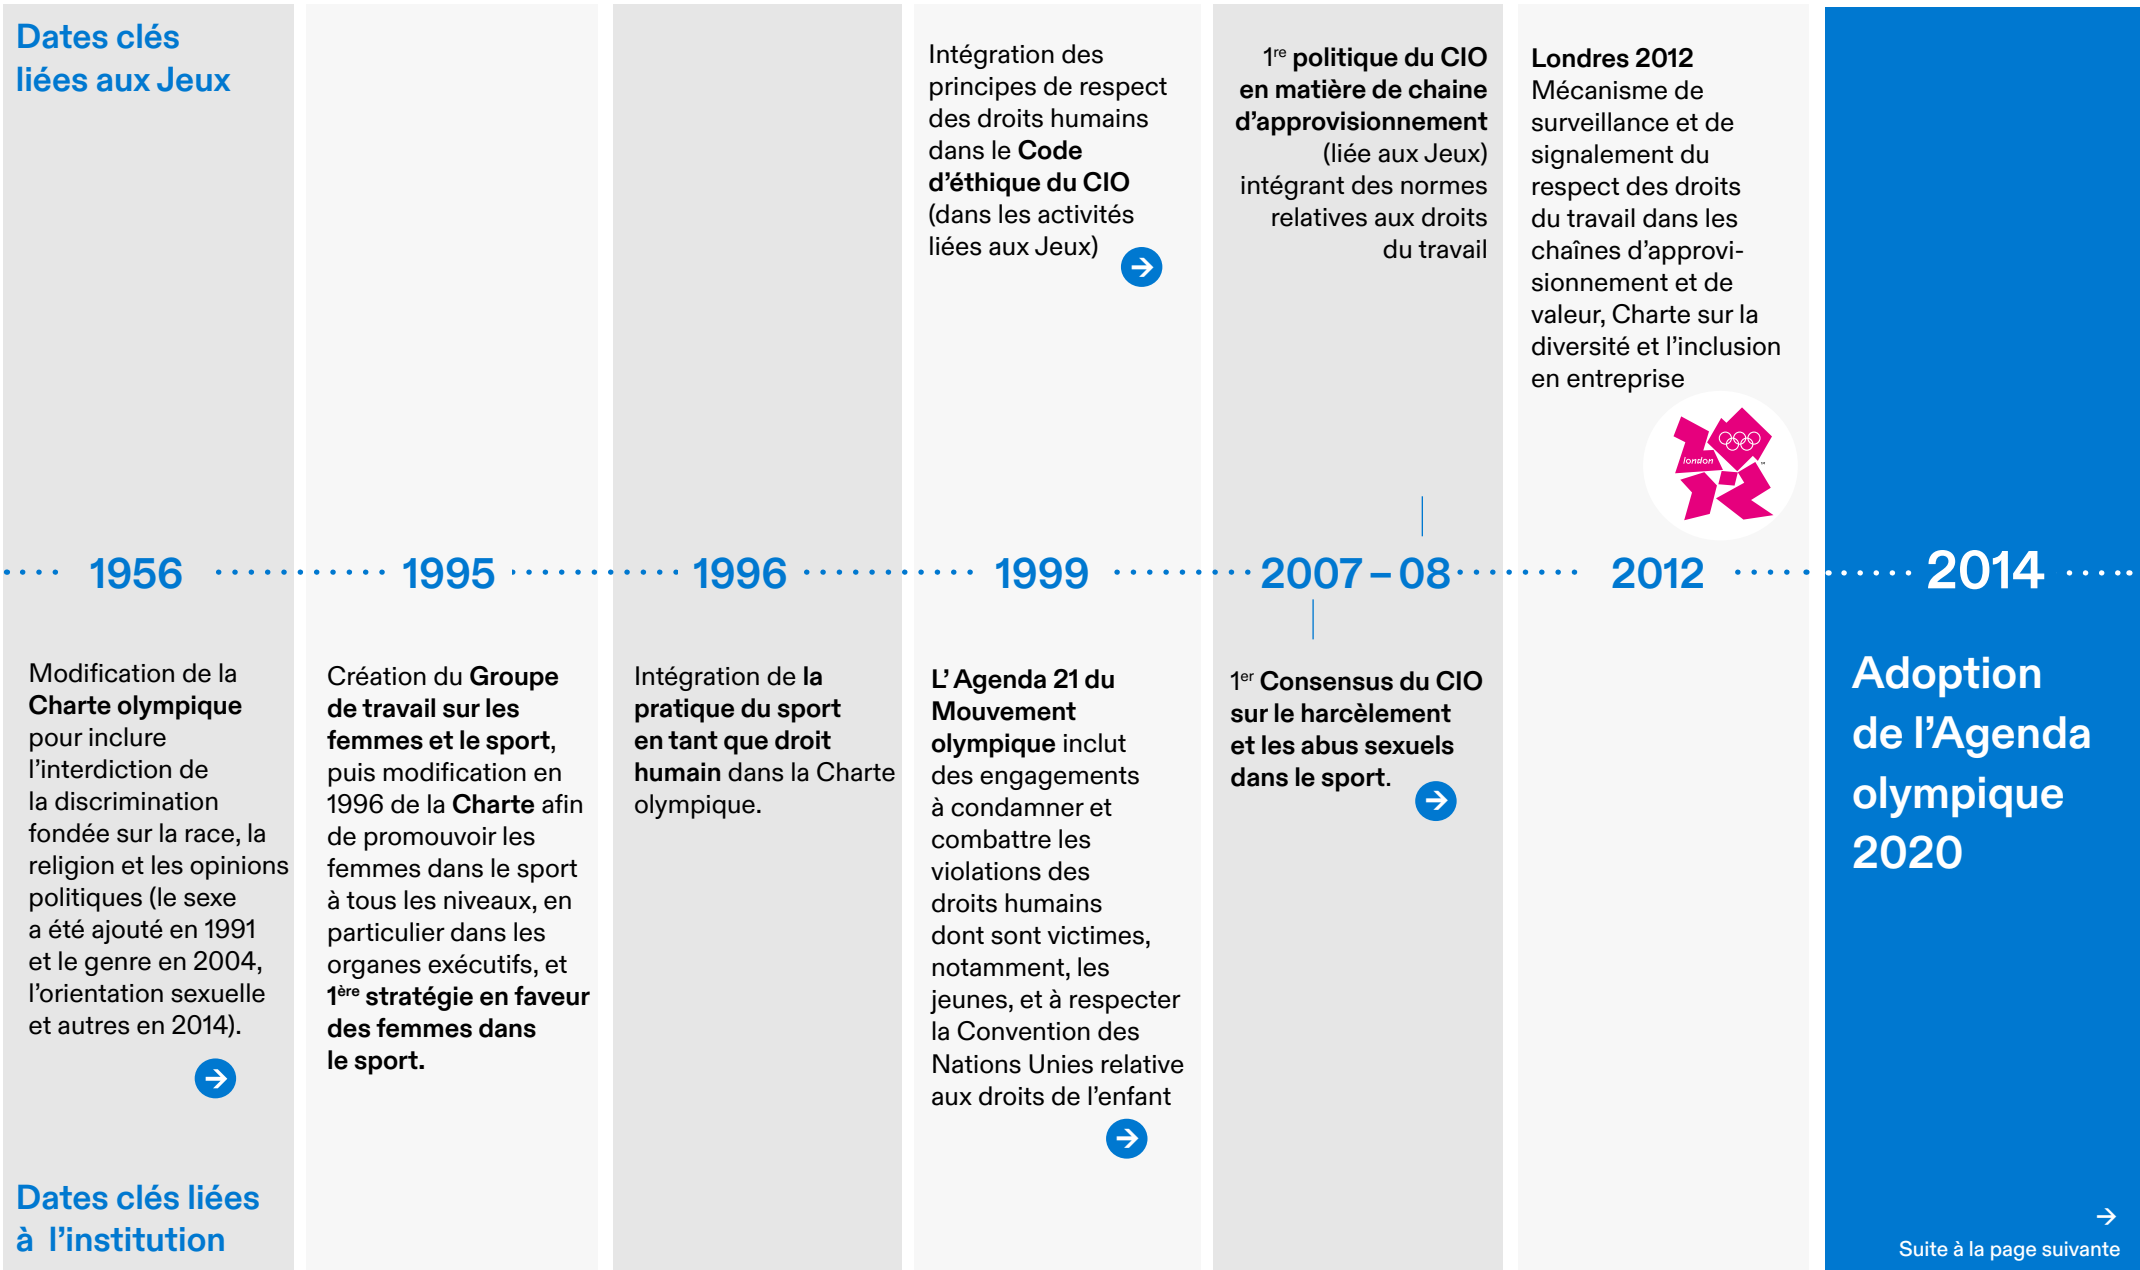 Dates clés
liées aux Jeux
Intégration des
principes de respect
des droits humains
dans le Code
d’éthique du CIO
(dans les activités
liées aux Jeux)
1re politique du CIO
en matière de chaine
d’approvisionnement
(liée aux Jeux)
intégrant des normes
relatives aux droits
du travail
Londres 2012
Mécanisme de
surveillance et de
signalement du
respect des droits
du travail dans les
chaînes d’approvi-
sionnement et de
valeur, Charte sur la
diversité et l’inclusion
en entreprise
london
™
1956
1995
1996
1999
2007 – 08
2012
2014
Modification de la
Charte olympique
pour inclure
l’interdiction de
la discrimination
fondée sur la race, la
religion et les opinions
politiques (le sexe
a été ajouté en 1991
et le genre en 2004,
l’orientation sexuelle
et autres en 2014).
Création du Groupe
de travail sur les
femmes et le sport,
puis modification en
1996 de la Charte afin
de promouvoir les
femmes dans le sport
à tous les niveaux, en
particulier dans les
organes exécutifs, et
1ère stratégie en faveur
des femmes dans
le sport.
Intégration de la
pratique du sport
en tant que droit
humain dans la Charte
olympique.
L’ Agenda 21 du
Mouvement
olympique inclut
des engagements
à condamner et
combattre les
violations des
droits humains
dont sont victimes,
notamment, les
jeunes, et à respecter
la Convention des
Nations Unies relative
aux droits de l’enfant
1er Consensus du CIO
sur le harcèlement
et les abus sexuels
dans le sport.
Adoption
de l’Agenda
olympique
2020
Dates clés liées
à l’institution
Suite à la page suivante